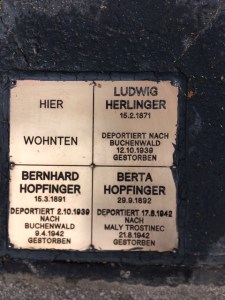 HIER
WOHNTEN
LUDWIG
HERLINGER
15.2.1871
DEPORTIERT NACH
BUCHENWALD
12.10.1939
GESTORBEN
BERNHARD
HOPFINGER
15.3.1891
DEPORTIERT 2.10.1939
NACH
BUCHENWALD
9.4.1942
GESTORBEN
BERTA
HOPFINGER
29.9.1892
DEPORTIERT 17.8.1942
NACH
MALY TROSTINEC
21.8.1942
GESTORBEN